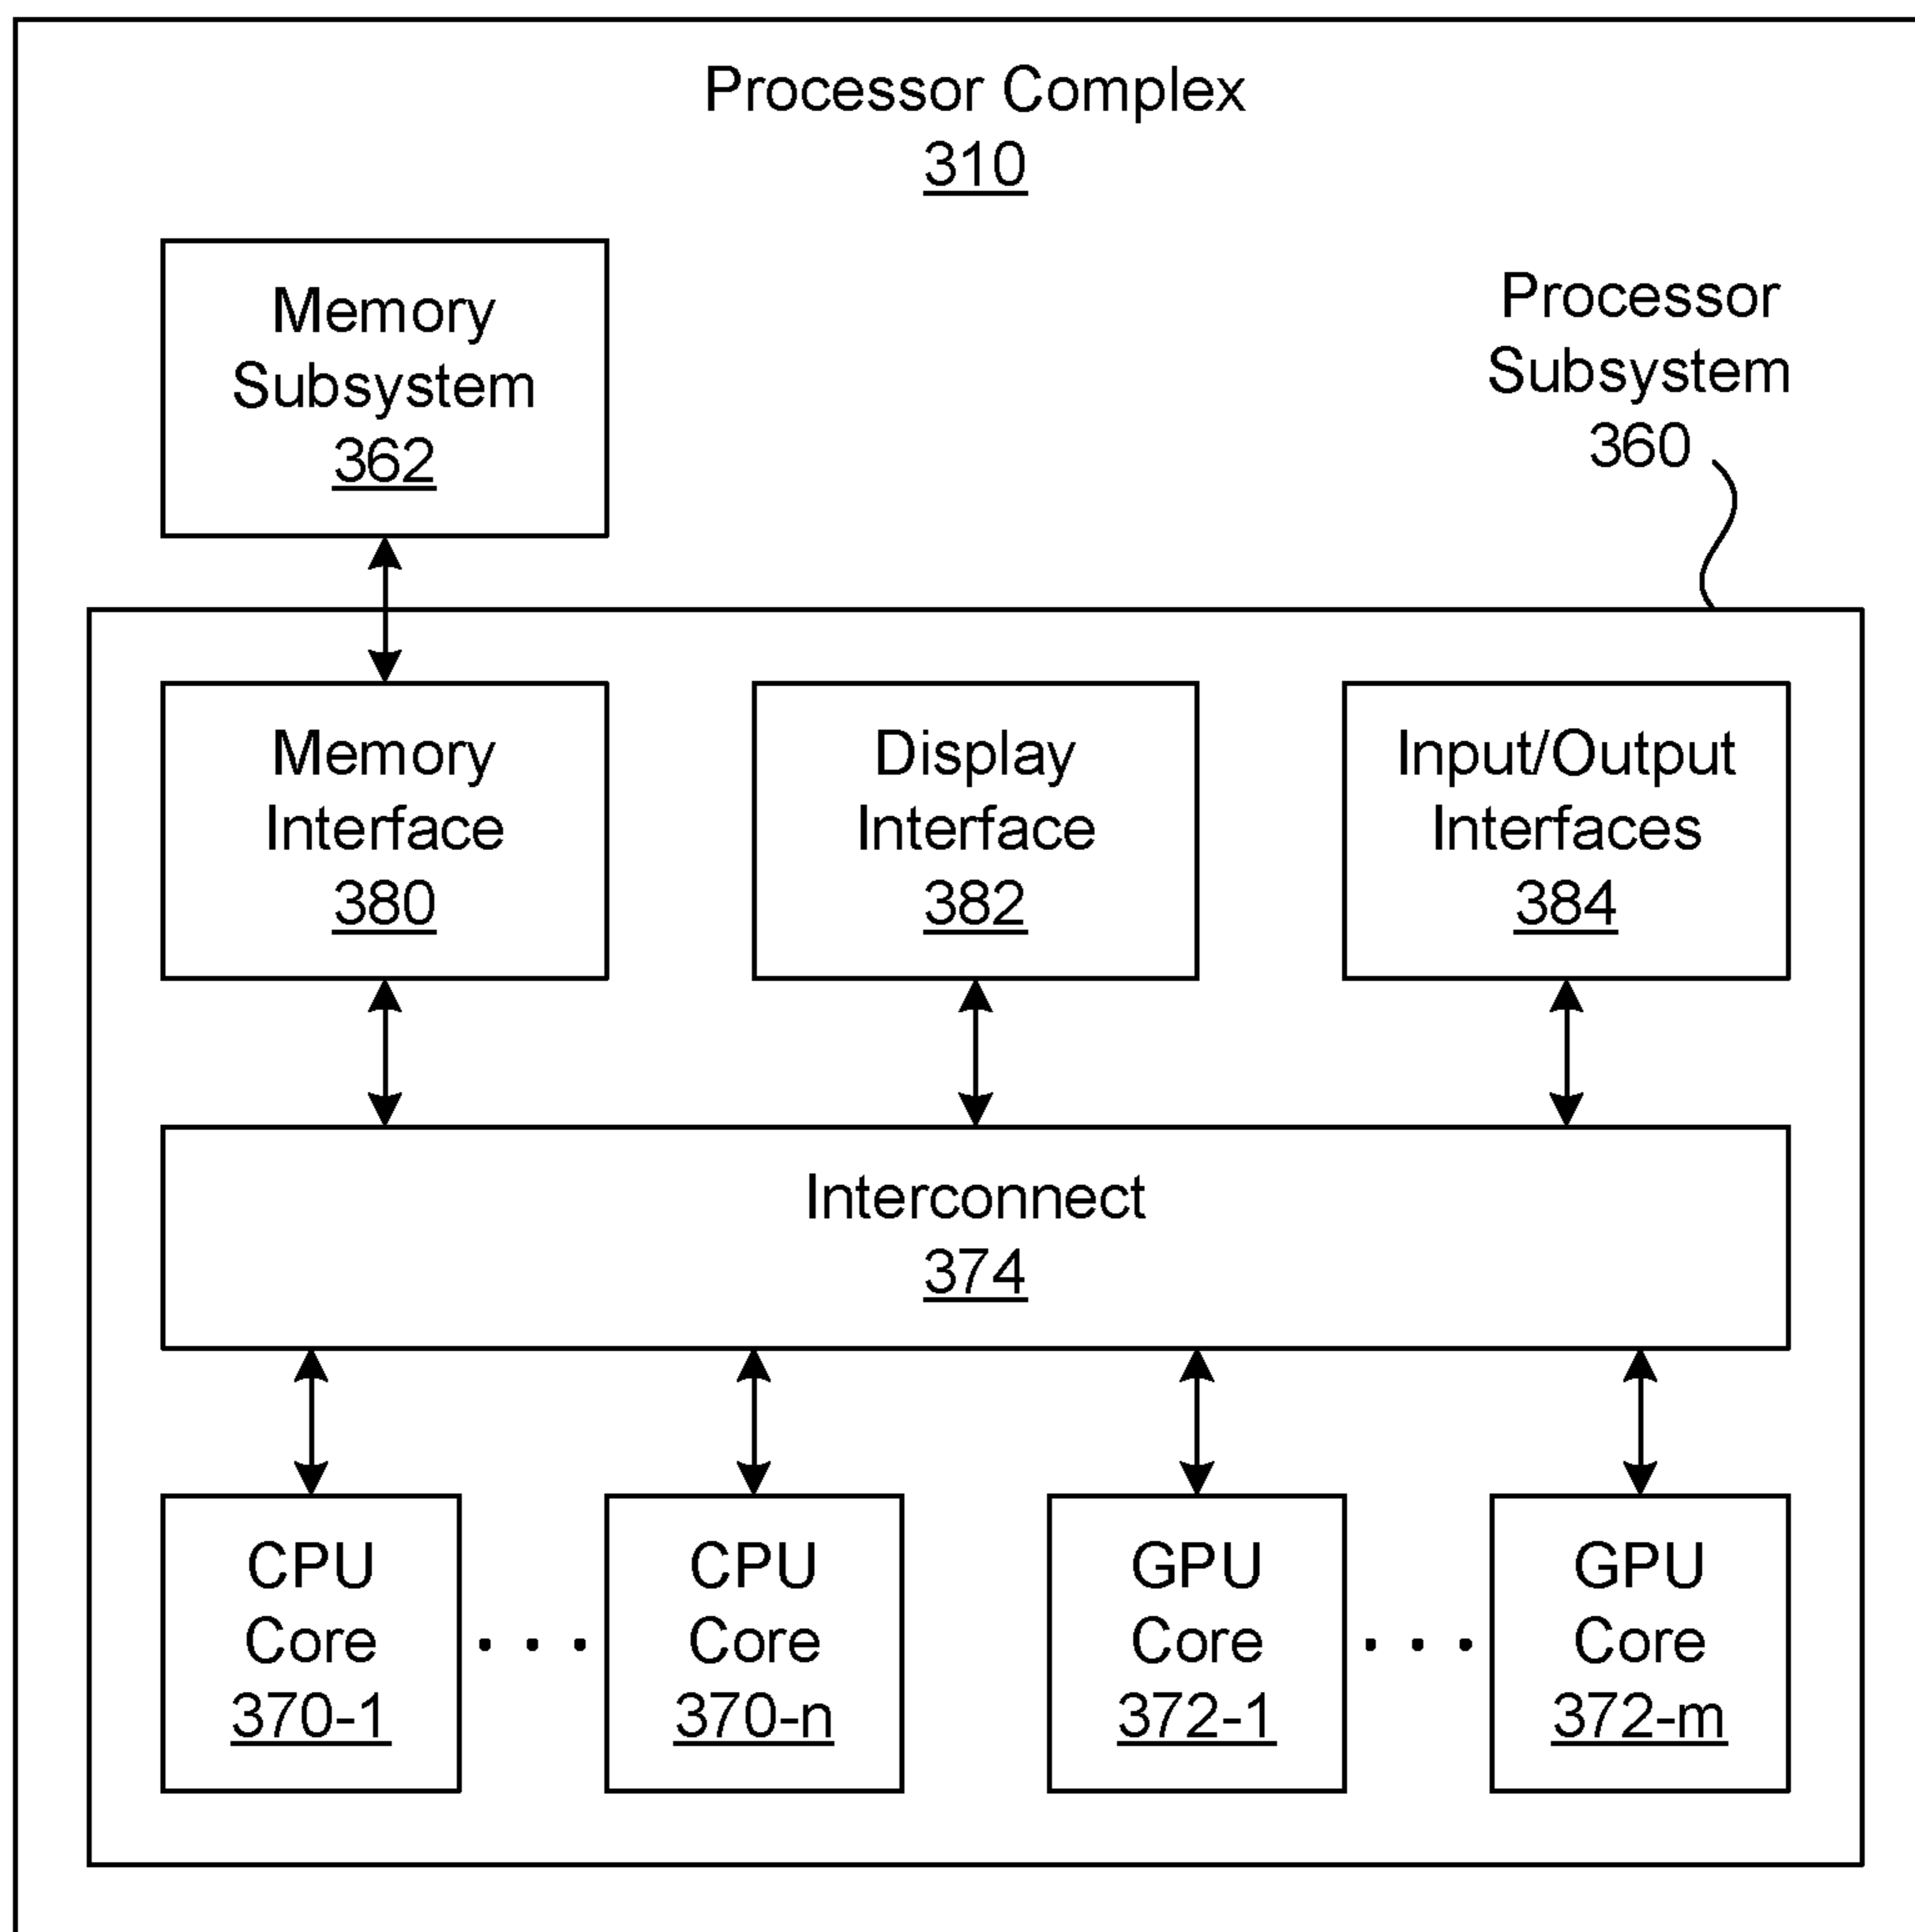 Processor Complex
310
Memory
Subsystem
362
Processor
Subsystem
360
Memory
Interface
380
Display
Interface
382
Input/Output
Interfaces
384
Interconnect
374
CPU
Core
370-1
. . .
CPU
Core
370-n
GPU
Core
372-1
. . .
GPU
Core
372-m